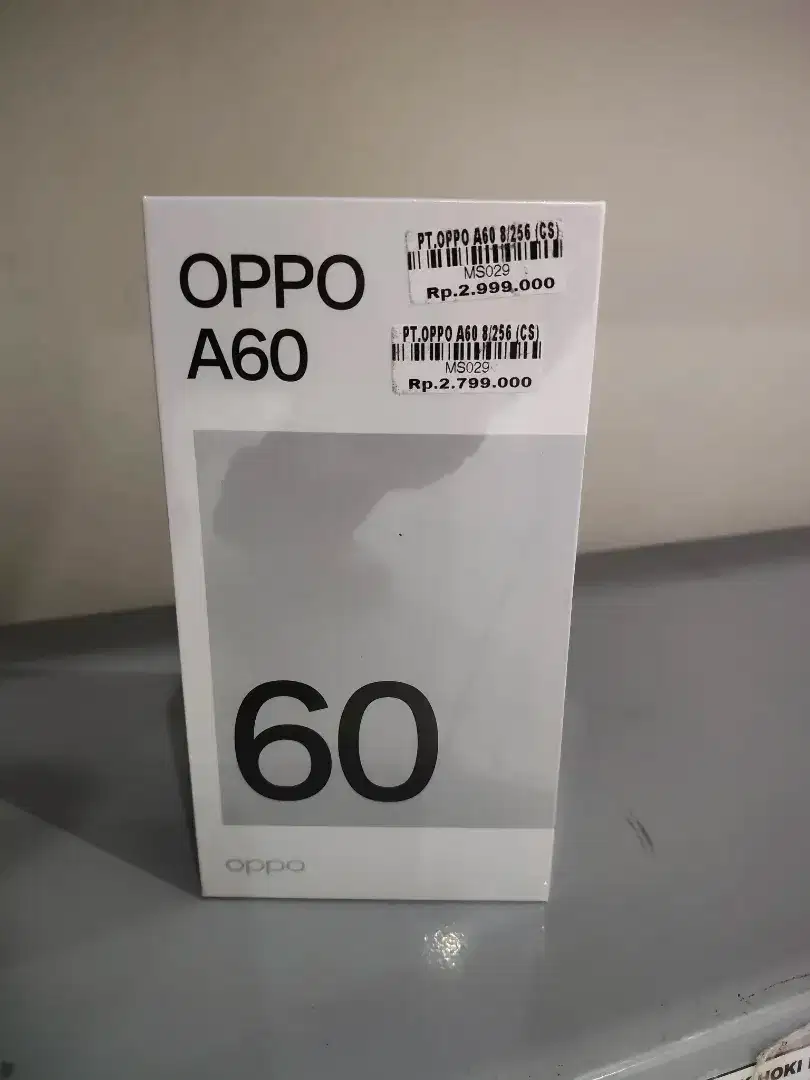 OPPO
A60
PT.OPPO A60 8/256 (CS)
MS029
Rp.2.999.000
PT.OPPO A60 8/256 (CS)
MS029
Rp.2.799.000
60
oppo
HOKI